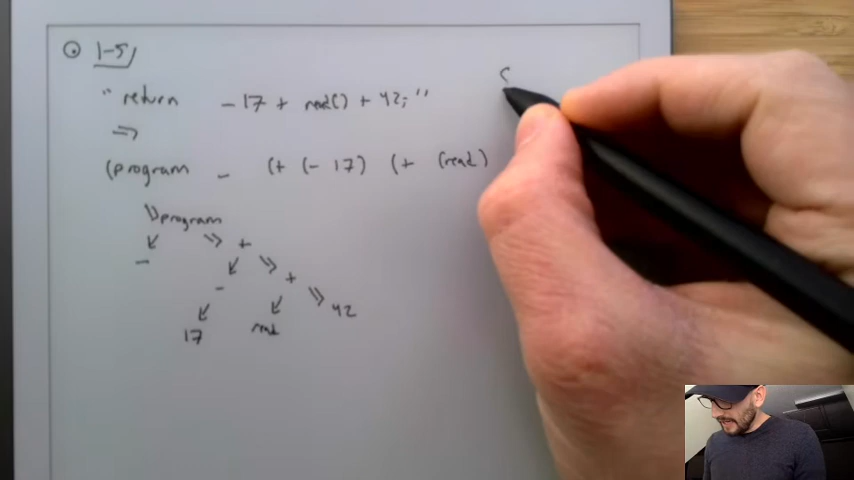 1-5/
" return - 17 + read() + 42; "
=>
(program - (+ (- 17) (+ (read)
program
- +
- +
17 read 42